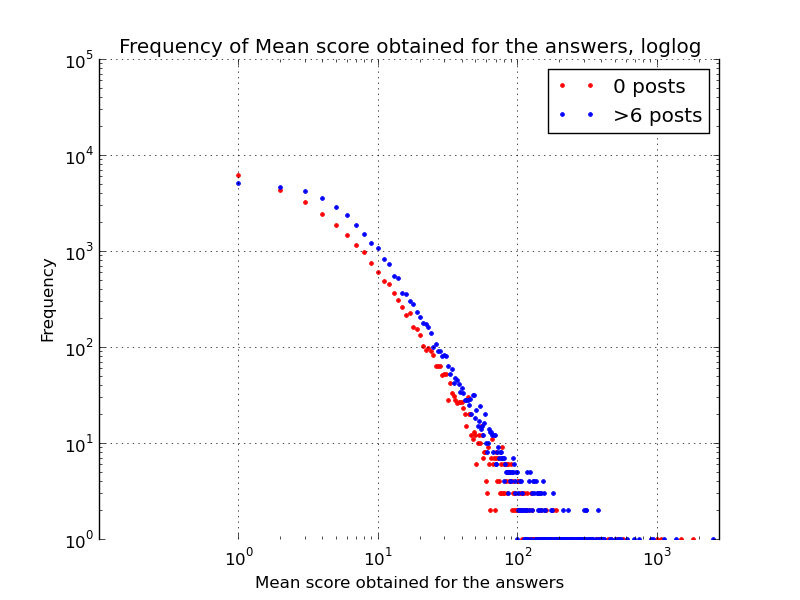 Frequency of Mean score obtained for the answers, loglog
10^5
10^4
10^3
10^2
10^1
10^0
Frequency
0 posts
>6 posts
10^0
10^1
10^2
10^3
Mean score obtained for the answers